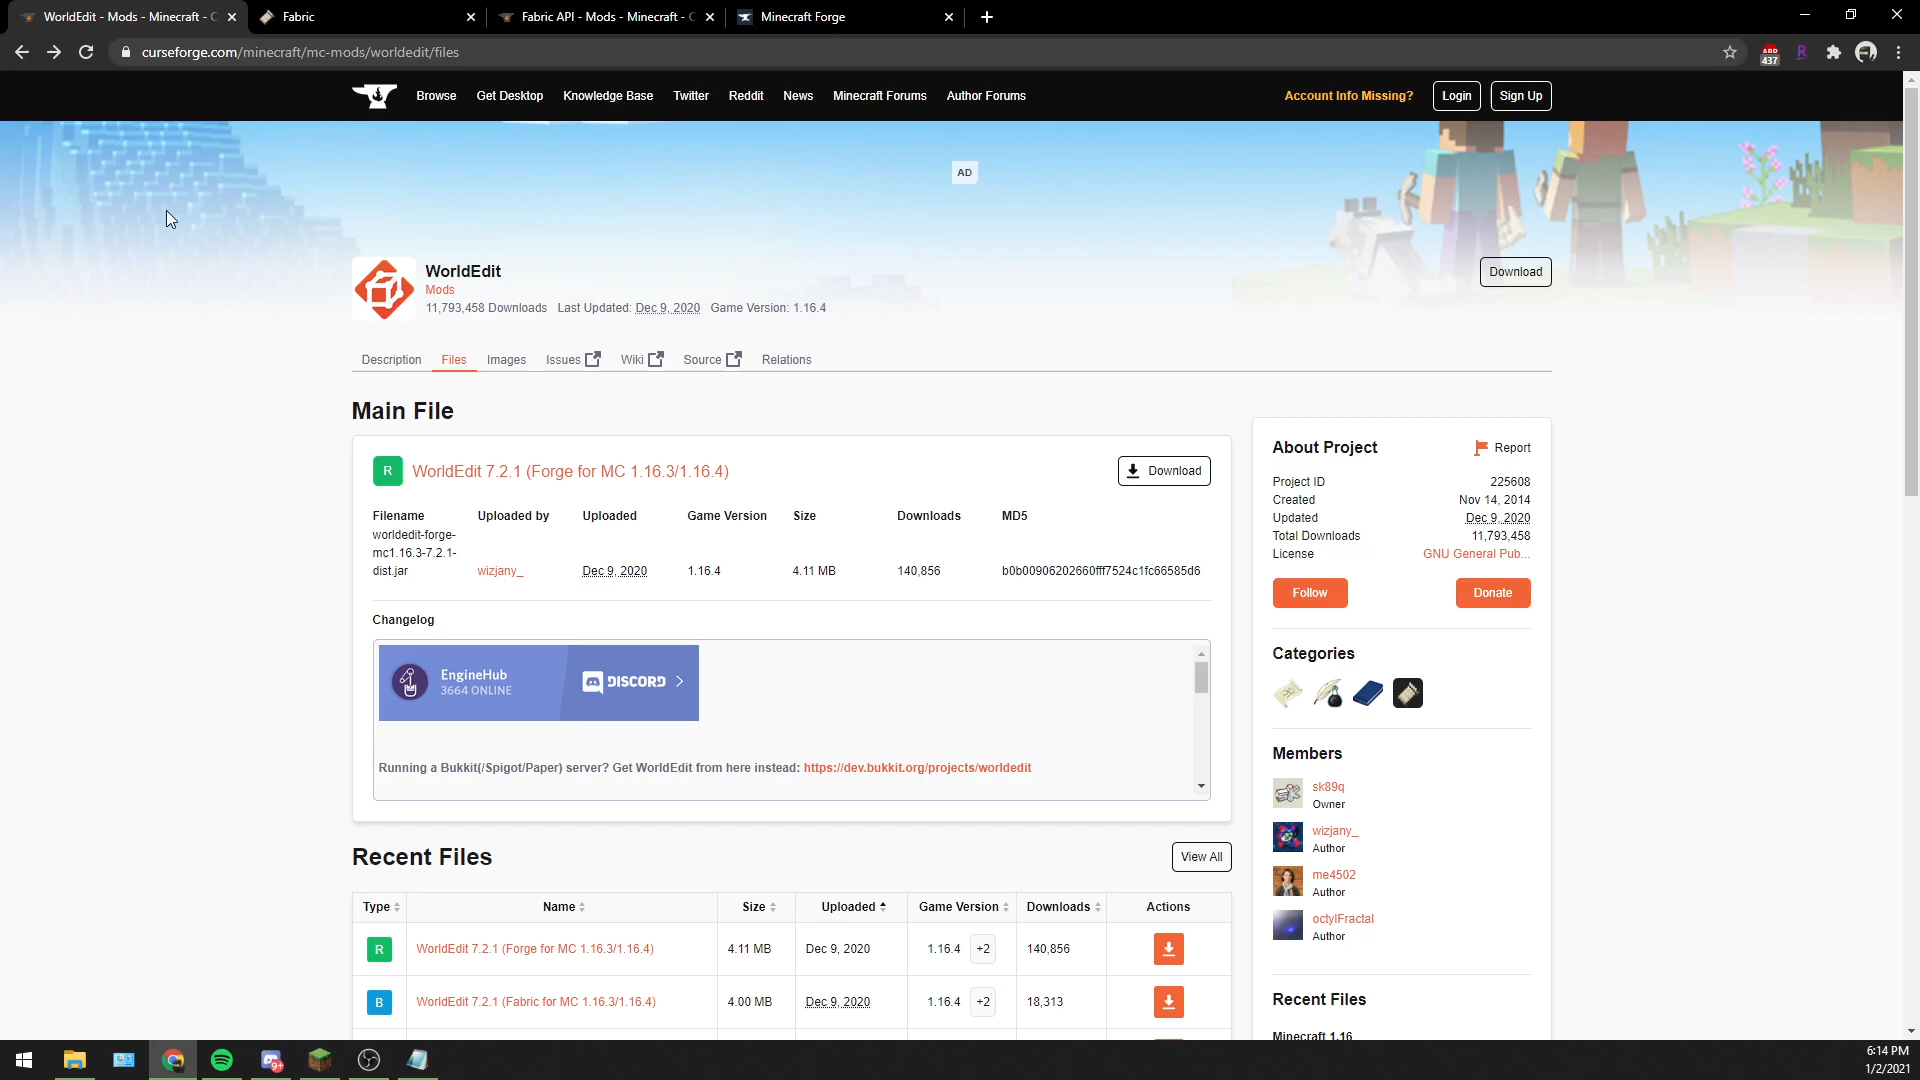 WorldEdit - Mods - Minecraft - C
Fabric
Fabric API - Mods - Minecraft - C
Minecraft Forge
curseforge.com/minecraft/mc-mods/worldedit/files
ABD
437
R
Browse
Get Desktop
Knowledge Base
Twitter
Reddit
News
Minecraft Forums
Author Forums
Account Info Missing?
Login
Sign Up
AD
WorldEdit
Mods
11,793,458 Downloads Last Updated: Dec 9, 2020 Game Version: 1.16.4
Download
Description
Files
Images
Issues
Wiki
Source
Relations
Main File
R
WorldEdit 7.2.1 (Forge for MC 1.16.3/1.16.4)
Download
Filename
worldedit-forge-
mc1.16.3-7.2.1-
dist.jar
Uploaded by
wizjany_
Uploaded
Dec 9, 2020
Game Version
1.16.4
Size
4.11 MB
Downloads
140,856
MD5
b0b00906202660fff7524c1fc66585d6
Changelog
EngineHub
3664 ONLINE
DISCORD
Running a Bukkit(/Spigot/Paper) server? Get WorldEdit from here instead: https://dev.bukkit.org/projects/worldedit
Recent Files
View All
Type Name Size Uploaded Game Version Downloads Actions
R WorldEdit 7.2.1 (Forge for MC 1.16.3/1.16.4) 4.11 MB Dec 9, 2020 1.16.4 +2 140,856
B WorldEdit 7.2.1 (Fabric for MC 1.16.3/1.16.4) 4.00 MB Dec 9, 2020 1.16.4 +2 18,313
About Project
Report
Project ID 225608
Created Nov 14, 2014
Updated Dec 9, 2020
Total Downloads 11,793,458
License GNU General Pub...
Follow
Donate
Categories
Members
sk89q
Owner
wizjany_
Author
me4502
Author
octylFractal
Author
Recent Files
Minecraft 1.16
9+
6:14 PM
1/2/2021